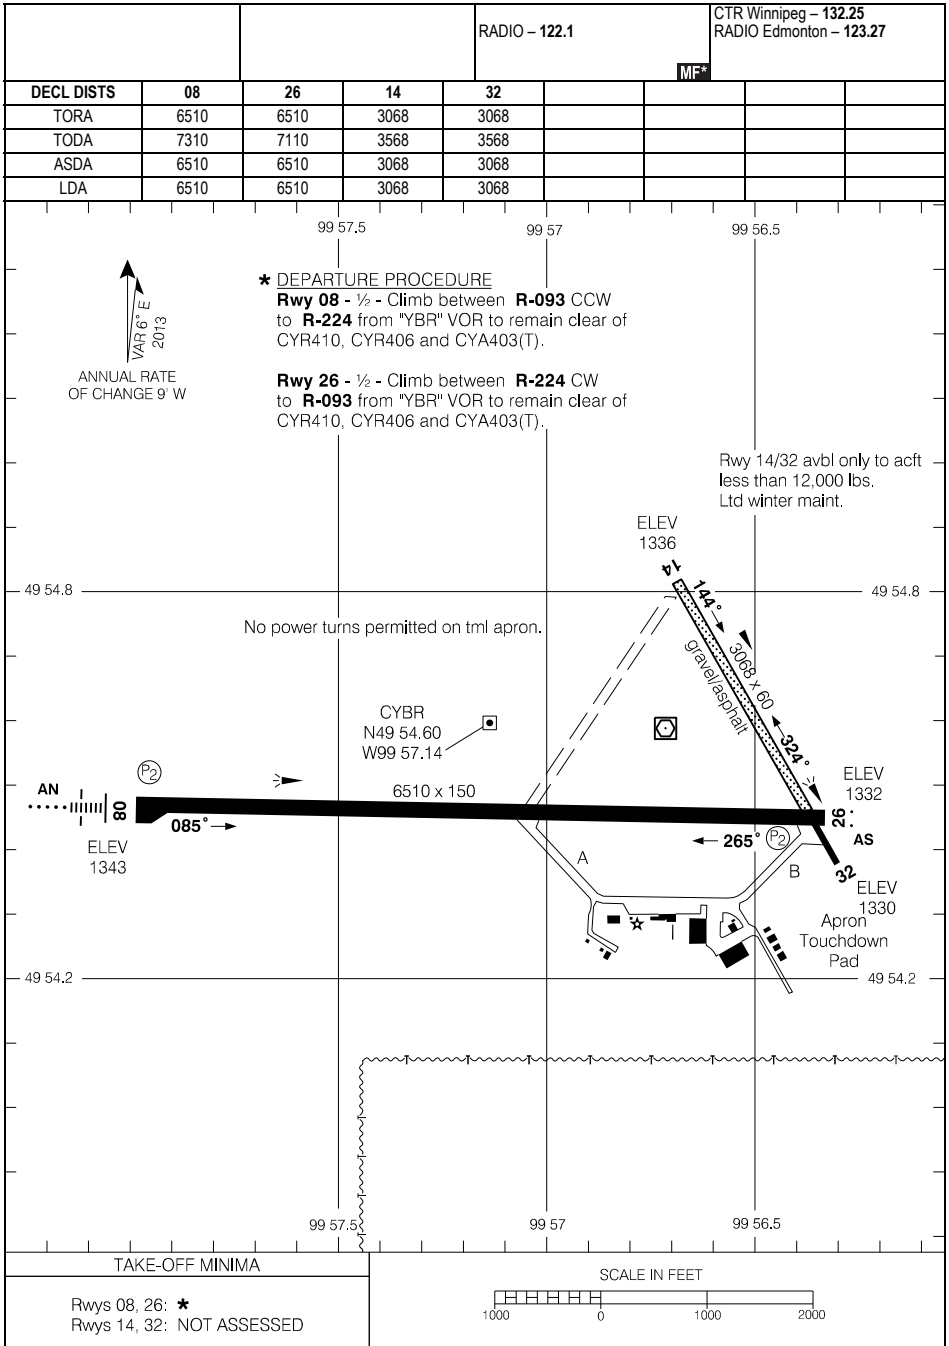 RADIO – 122.1
CTR Winnipeg – 132.25
RADIO Edmonton – 123.27
MF*
DECL DISTS 08 26 14 32
TORA 6510 6510 3068 3068
TODA 7310 7110 3568 3568
ASDA 6510 6510 3068 3068
LDA 6510 6510 3068 3068
99 57.5 99 57 99 56.5
VAR 6° E
2013
ANNUAL RATE
OF CHANGE 9' W
* DEPARTURE PROCEDURE
Rwy 08 - ½ - Climb between R-093 CCW
to R-224 from "YBR" VOR to remain clear of
CYR410, CYR406 and CYA403(T).
Rwy 26 - ½ - Climb between R-224 CW
to R-093 from "YBR" VOR to remain clear of
CYR410, CYR406 and CYA403(T).
Rwy 14/32 avbl only to acft
less than 12,000 lbs.
Ltd winter maint.
ELEV
1336
14
144°
49 54.8 49 54.8
No power turns permitted on tml apron.
3068 x 60
gravel/asphalt
324°
CYBR
N49 54.60
W99 57.14
P2
AN
08
6510 x 150
085°
ELEV
1343
ELEV
1332
26
AS
265°
P2
A
B
32
ELEV
1330
Apron
Touchdown
Pad
49 54.2 49 54.2
99 57.5 99 57 99 56.5
TAKE-OFF MINIMA
Rwys 08, 26: *
Rwys 14, 32: NOT ASSESSED
SCALE IN FEET
1000 0 1000 2000